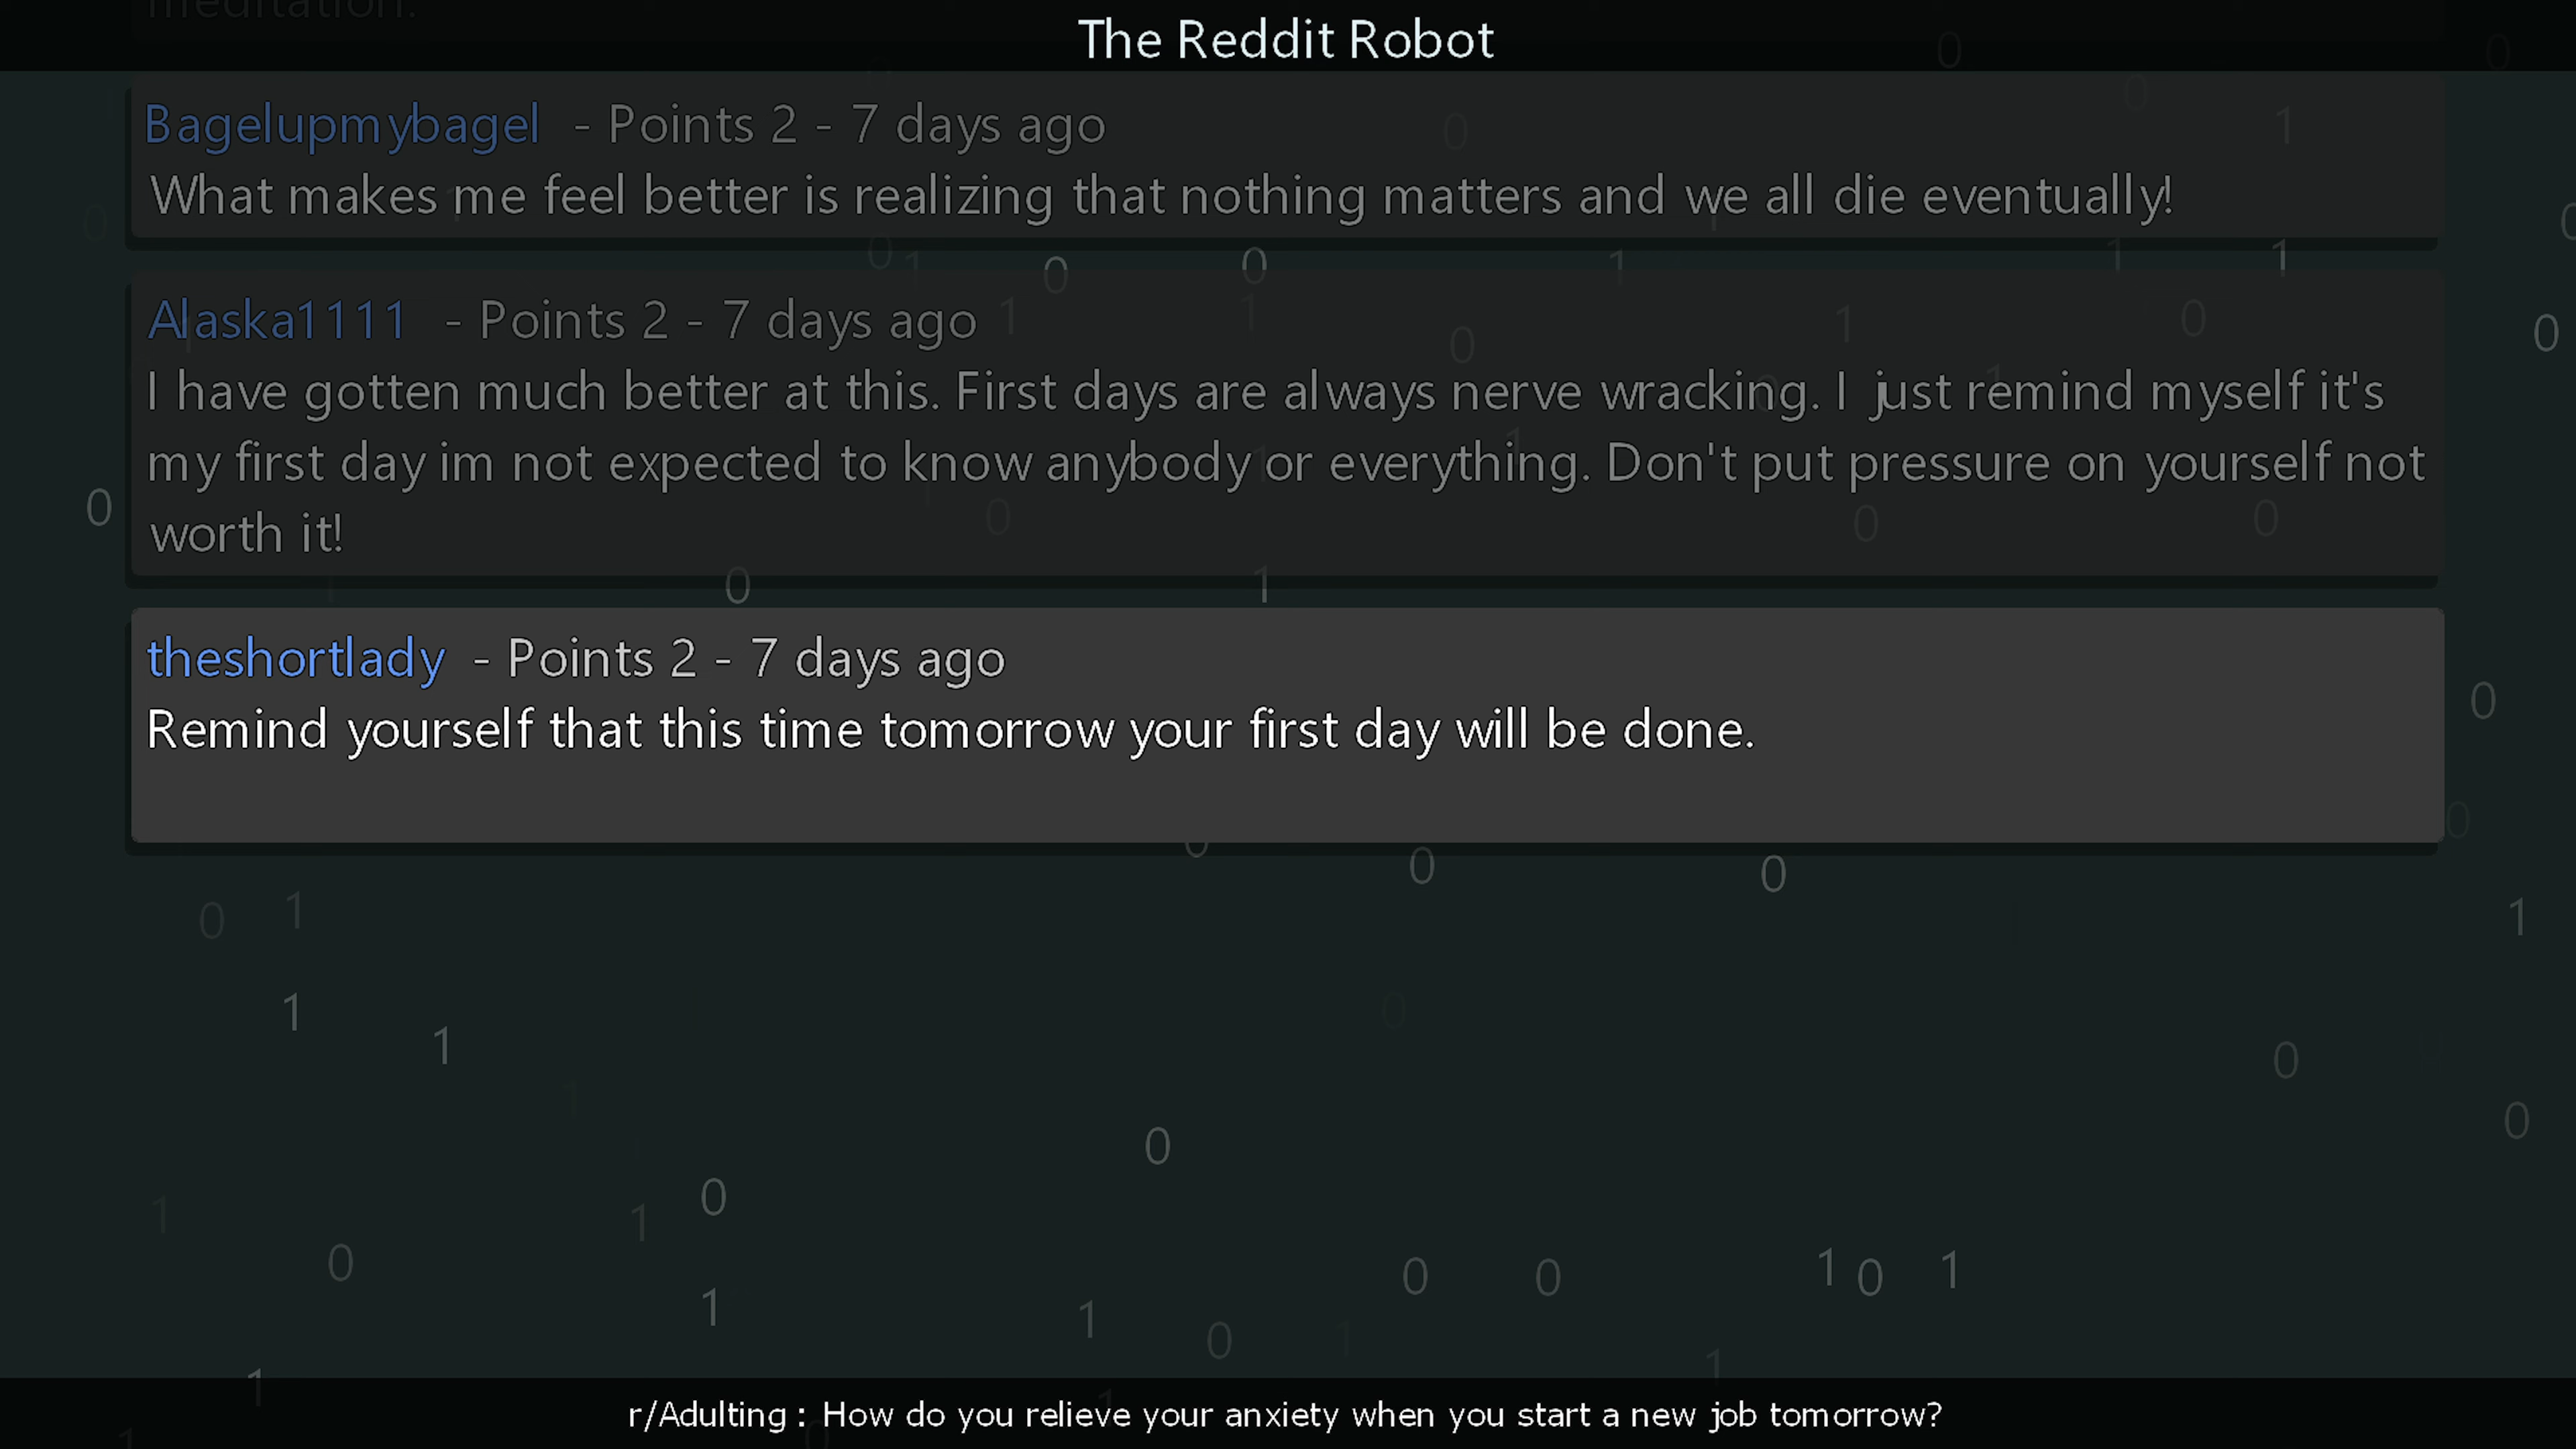 meditation.
The Reddit Robot
Bagelupmybagel - Points 2 - 7 days ago
What makes me feel better is realizing that nothing matters and we all die eventually!
Alaska1111 - Points 2 - 7 days ago
I have gotten much better at this. First days are always nerve wracking. I just remind myself it's
my first day im not expected to know anybody or everything. Don't put pressure on yourself not
worth it!
theshortlady - Points 2 - 7 days ago
Remind yourself that this time tomorrow your first day will be done.
r/Adulting : How do you relieve your anxiety when you start a new job tomorrow?